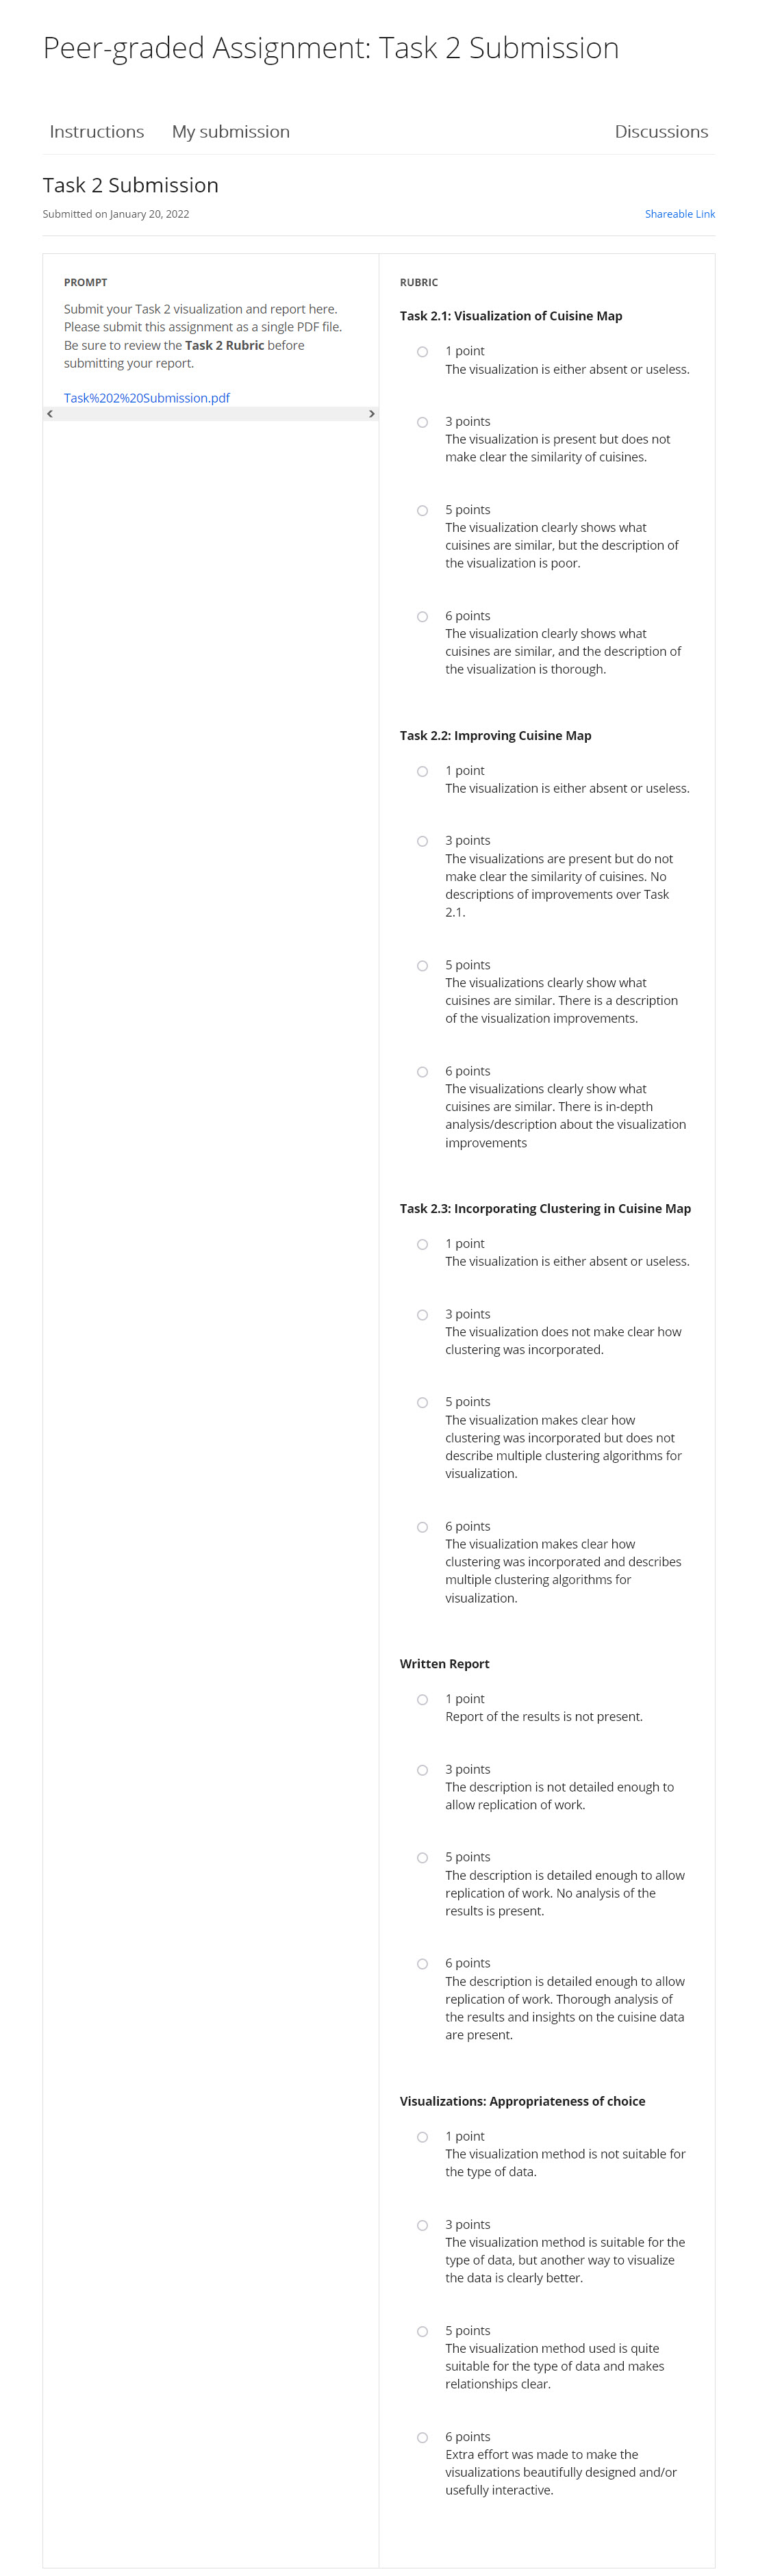 Peer-graded Assignment: Task 2 Submission
Instructions
My submission
Discussions
Task 2 Submission
Submitted on January 20, 2022
Shareable Link
PROMPT
Submit your Task 2 visualization and report here.
Please submit this assignment as a single PDF file.
Be sure to review the Task 2 Rubric before
submitting your report.
Task%202%20Submission.pdf
RUBRIC
Task 2.1: Visualization of Cuisine Map
1 point
The visualization is either absent or useless.
3 points
The visualization is present but does not
make clear the similarity of cuisines.
5 points
The visualization clearly shows what
cuisines are similar, but the description of
the visualization is poor.
6 points
The visualization clearly shows what
cuisines are similar, and the description of
the visualization is thorough.
Task 2.2: Improving Cuisine Map
1 point
The visualization is either absent or useless.
3 points
The visualizations are present but do not
make clear the similarity of cuisines. No
descriptions of improvements over Task
2.1.
5 points
The visualizations clearly show what
cuisines are similar. There is a description
of the visualization improvements.
6 points
The visualizations clearly show what
cuisines are similar. There is in-depth
analysis/description about the visualization
improvements
Task 2.3: Incorporating Clustering in Cuisine Map
1 point
The visualization is either absent or useless.
3 points
The visualization does not make clear how
clustering was incorporated.
5 points
The visualization makes clear how
clustering was incorporated but does not
describe multiple clustering algorithms for
visualization.
6 points
The visualization makes clear how
clustering was incorporated and describes
multiple clustering algorithms for
visualization.
Written Report
1 point
Report of the results is not present.
3 points
The description is not detailed enough to
allow replication of work.
5 points
The description is detailed enough to allow
replication of work. No analysis of the
results is present.
6 points
The description is detailed enough to allow
replication of work. Thorough analysis of
the results and insights on the cuisine data
are present.
Visualizations: Appropriateness of choice
1 point
The visualization method is not suitable for
the type of data.
3 points
The visualization method is suitable for the
type of data, but another way to visualize
the data is clearly better.
5 points
The visualization method used is quite
suitable for the type of data and makes
relationships clear.
6 points
Extra effort was made to make the
visualizations beautifully designed and/or
usefully interactive.